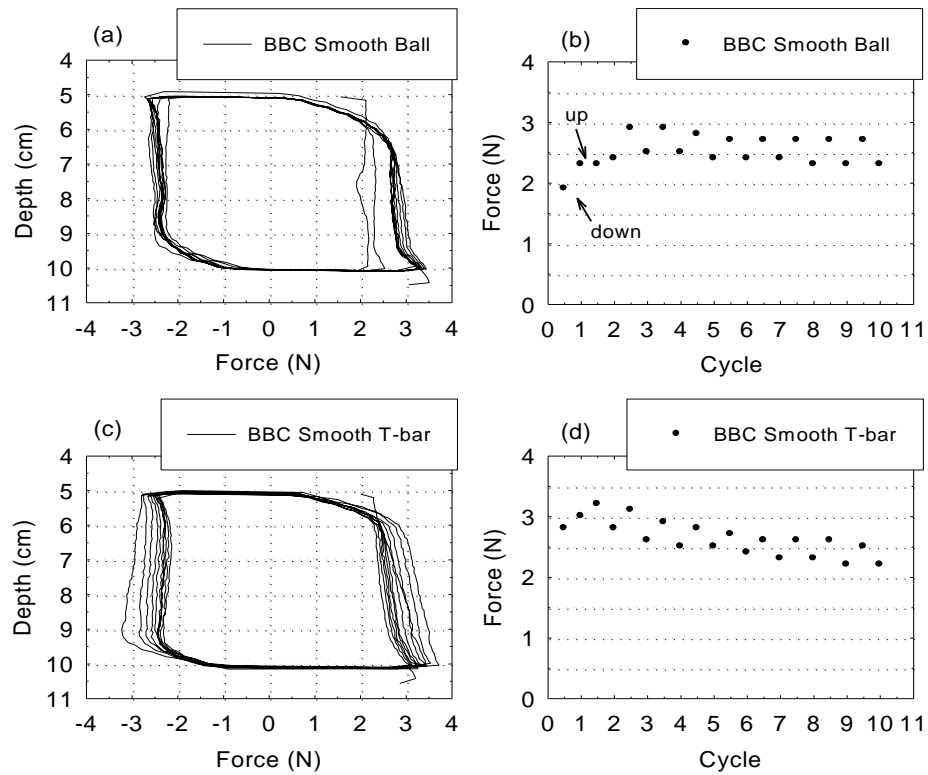 (a)
BBC Smooth Ball
4
5
6
7
8
9
10
11
Depth (cm)
-4 -3 -2 -1 0 1 2 3 4
Force (N)
(b)
BBC Smooth Ball
4
3
2
1
0
Force (N)
up
down
0 1 2 3 4 5 6 7 8 9 10 11
Cycle
(c)
BBC Smooth T-bar
4
5
6
7
8
9
10
11
Depth (cm)
-4 -3 -2 -1 0 1 2 3 4
Force (N)
(d)
BBC Smooth T-bar
4
3
2
1
0
Force (N)
0 1 2 3 4 5 6 7 8 9 10 11
Cycle